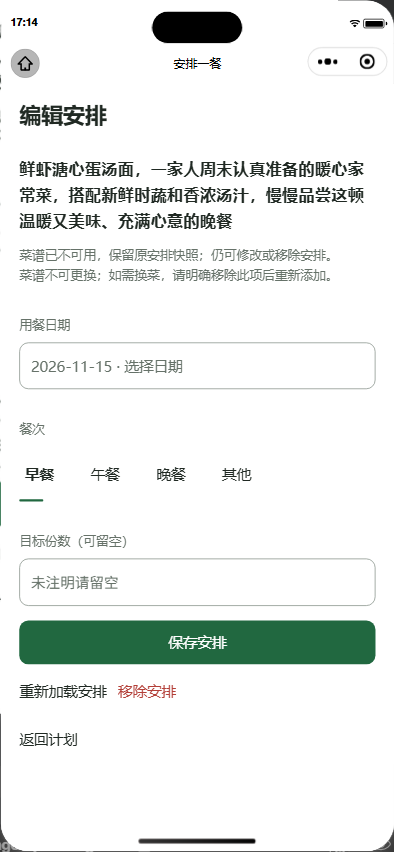 17:14
安排一餐
编辑安排
鲜虾溏心蛋汤面，一家人周末认真准备的暖心家
常菜，搭配新鲜时蔬和香浓汤汁，慢慢品尝这顿
温暖又美味、充满心意的晚餐
菜谱已不可用，保留原安排快照；仍可修改或移除安排。
菜谱不可更换；如需换菜，请明确移除此项后重新添加。
用餐日期
2026-11-15 · 选择日期
餐次
早餐 午餐 晚餐 其他
目标份数（可留空）
未注明请留空
保存安排
重新加载安排 移除安排
返回计划